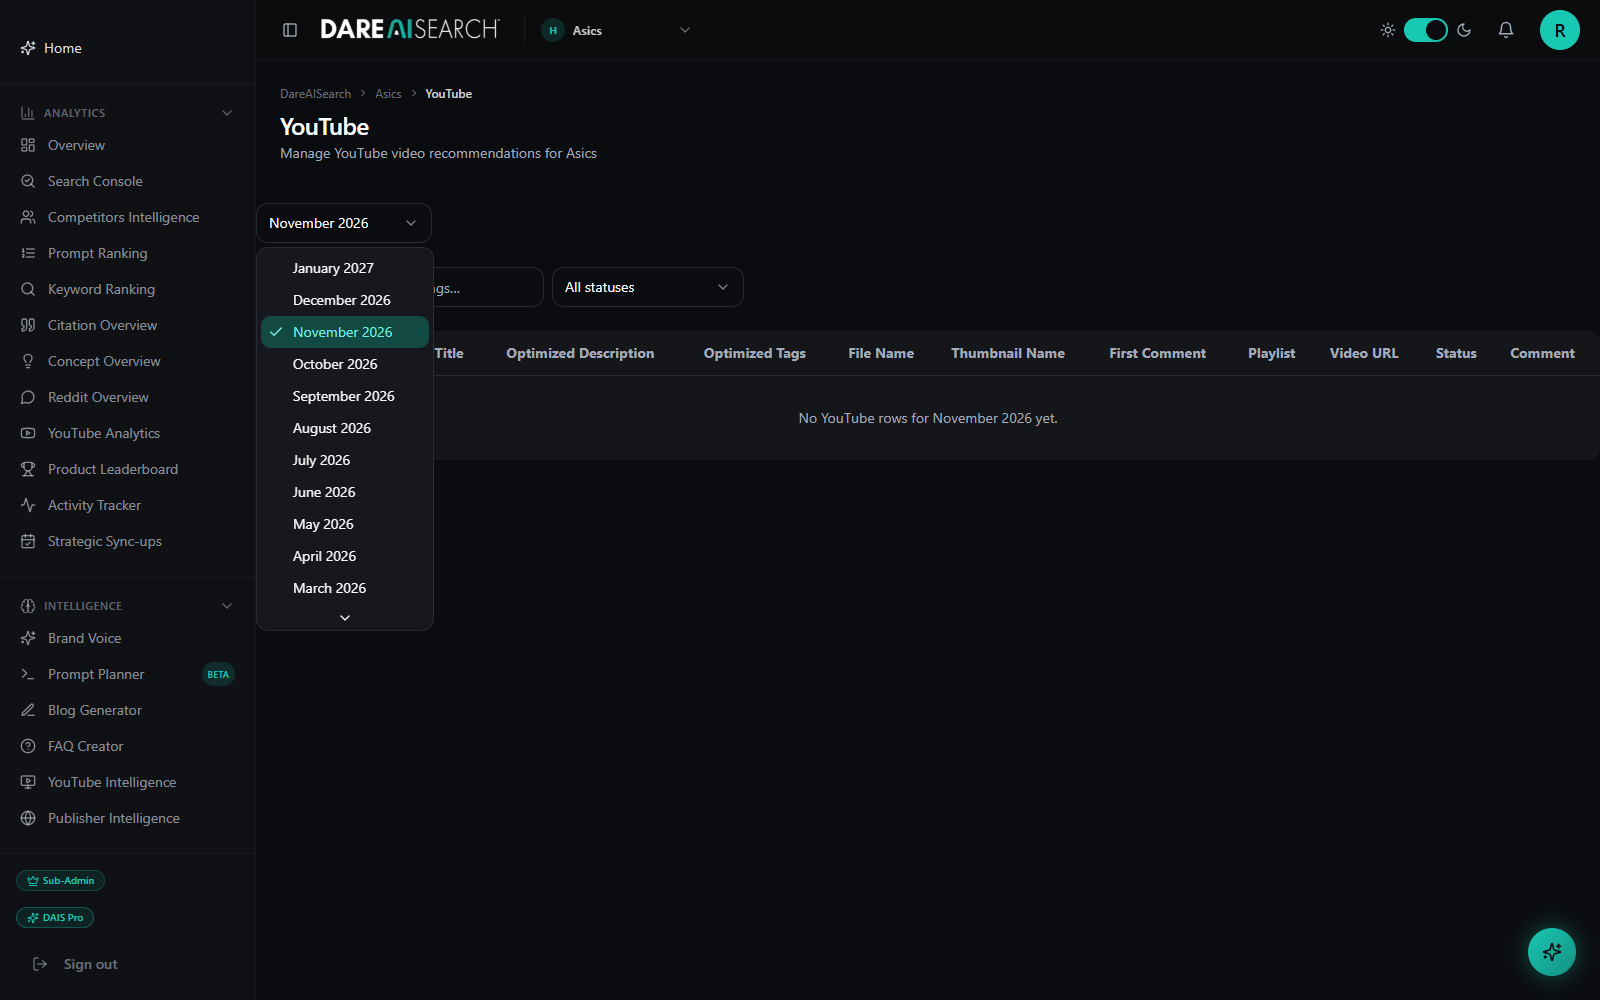 Home
DARE AI SEARCH
H Asics
R
ANALYTICS
Overview
Search Console
Competitors Intelligence
Prompt Ranking
Keyword Ranking
Citation Overview
Concept Overview
Reddit Overview
YouTube Analytics
Product Leaderboard
Activity Tracker
Strategic Sync-ups
INTELLIGENCE
Brand Voice
Prompt Planner BETA
Blog Generator
FAQ Creator
YouTube Intelligence
Publisher Intelligence
Sub-Admin
DAIS Pro
Sign out
DareAISearch > Asics > YouTube
YouTube
Manage YouTube video recommendations for Asics
November 2026
January 2027
December 2026
November 2026
October 2026
September 2026
August 2026
July 2026
June 2026
May 2026
April 2026
March 2026
gs...
All statuses
Title Optimized Description Optimized Tags File Name Thumbnail Name First Comment Playlist Video URL Status Comment
No YouTube rows for November 2026 yet.